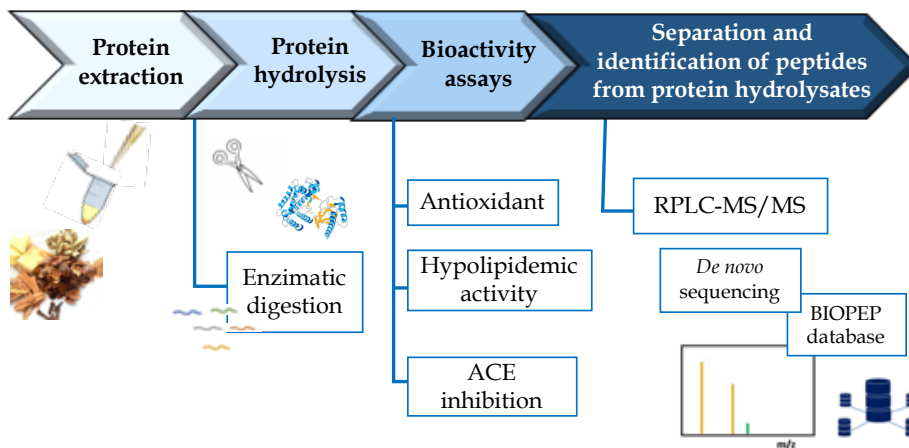 Protein
extraction
Protein
hydrolysis
Bioactivity
assays
Separation and
identification of peptides
from protein hydrolysates
Enzimatic
digestion
Antioxidant
Hypolipidemic
activity
ACE
inhibition
RPLC-MS/MS
De novo
sequencing
BIOPEP
database
m/z